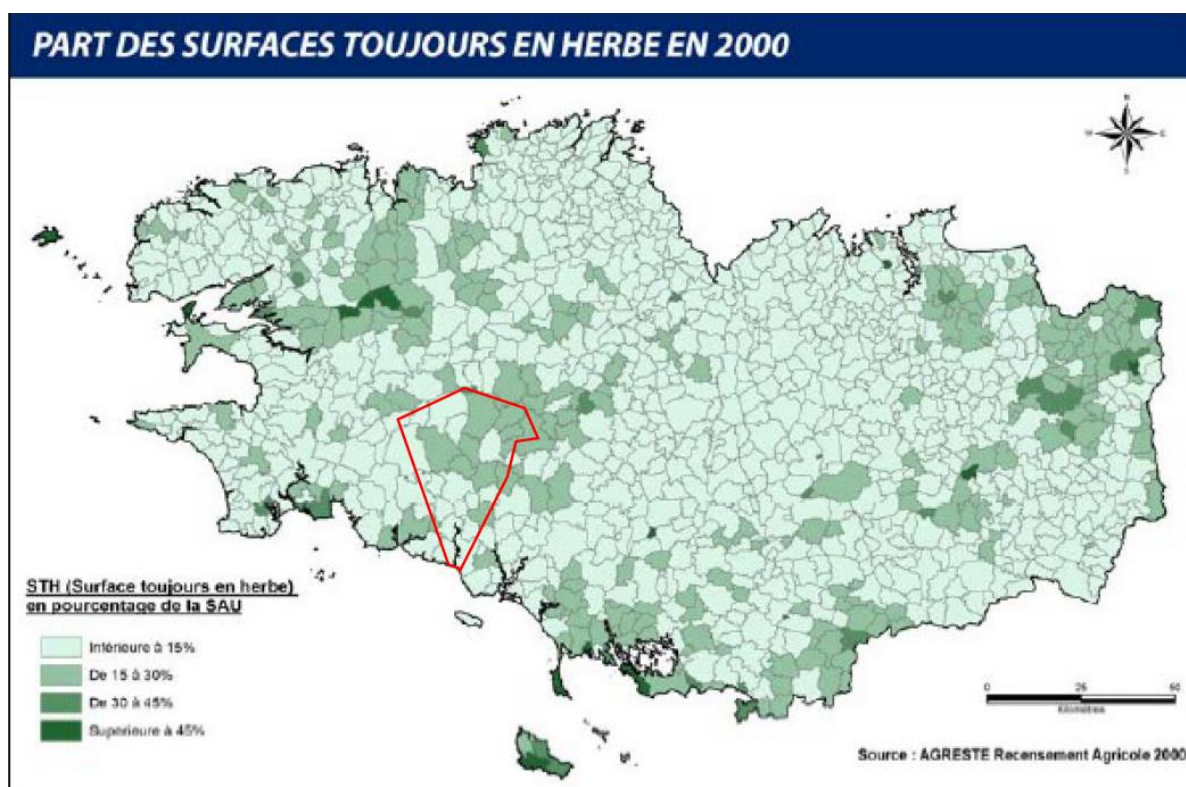 PART DES SURFACES TOUJOURS EN HERBE EN 2000
N
W
E
S
STH (Surface toujours en herbe)
en pourcentage de la SAU
Inférieure à 15%
De 15 à 30%
De 30 à 45%
Supérieure à 45%
0 25 50
Kilomètres
Source : AGRESTE Recensement Agricole 2000